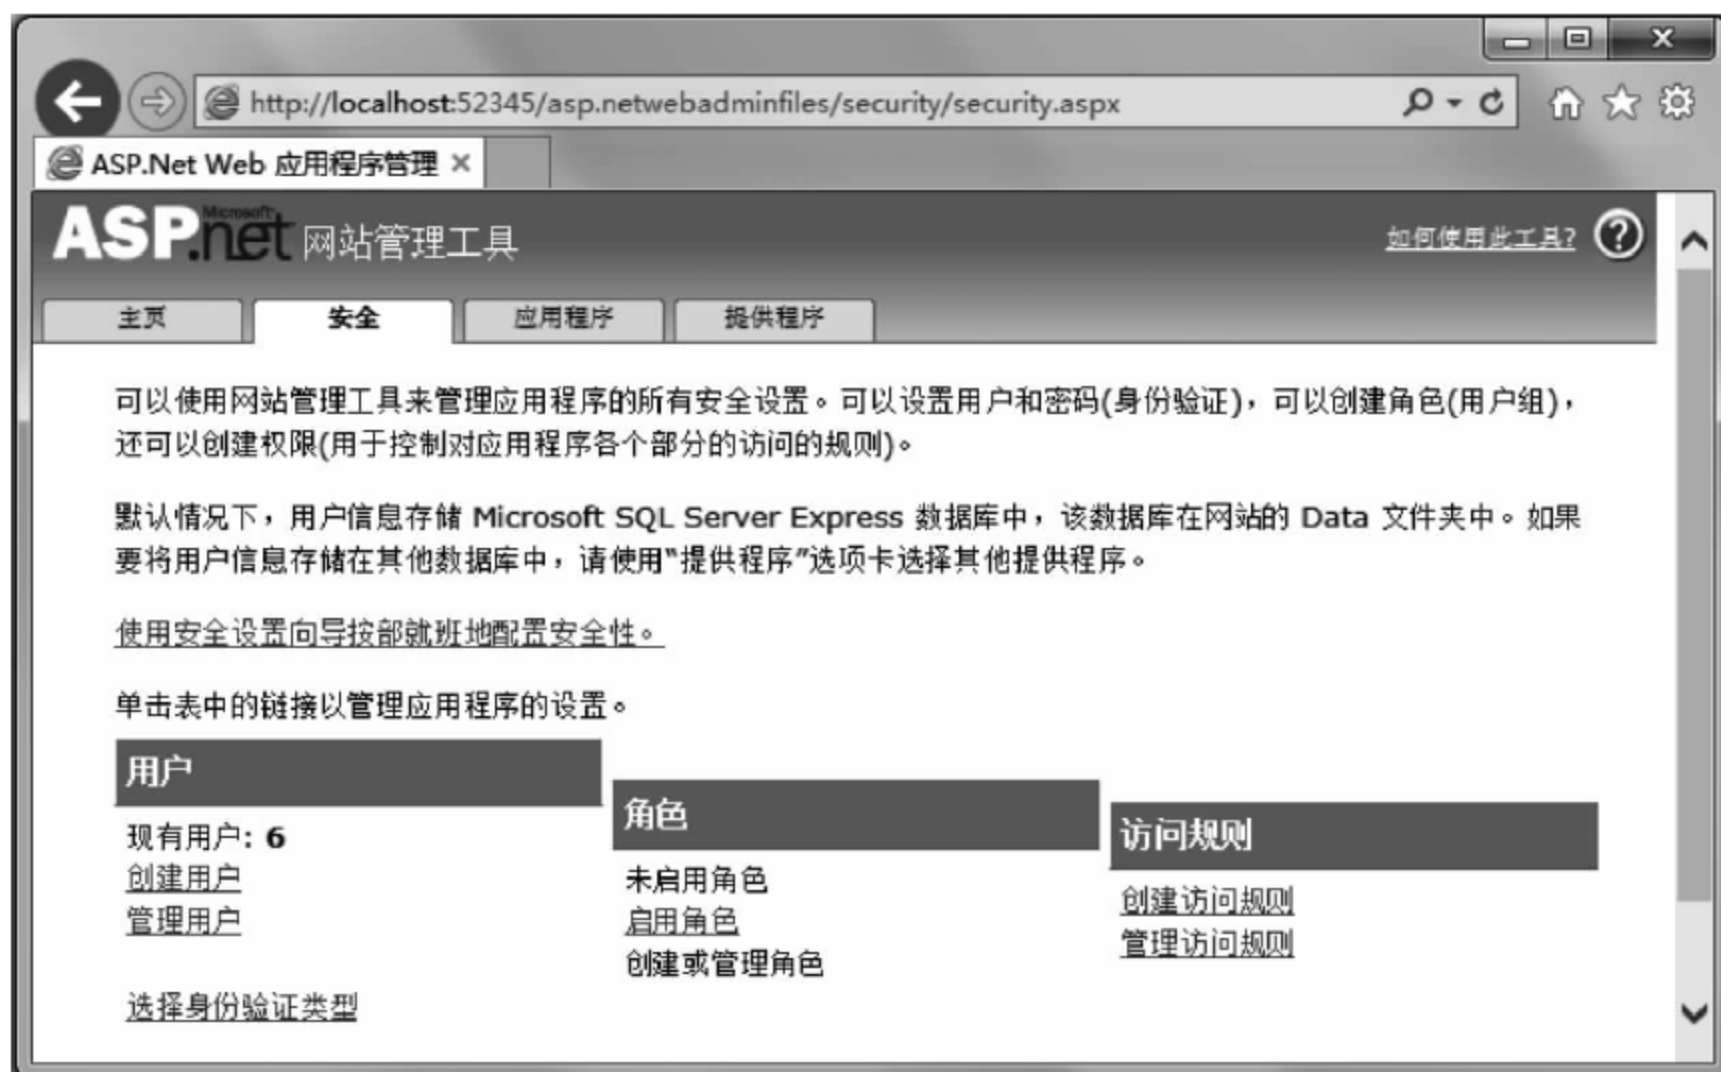 http://localhost:52345/asp.netwebadminfiles/security/security.aspx
ASP.Net Web 应用程序管理
Microsoft
ASP.net 网站管理工具
如何使用此工具? ?
主页 安全 应用程序 提供程序
可以使用网站管理工具来管理应用程序的所有安全设置。可以设置用户和密码(身份验证)，可以创建角色(用户组)，
还可以创建权限(用于控制对应用程序各个部分的访问的规则)。
默认情况下，用户信息存储 Microsoft SQL Server Express 数据库中，该数据库在网站的 Data 文件夹中。如果
要将用户信息存储在其他数据库中，请使用“提供程序”选项卡选择其他提供程序。
使用安全设置向导按部就班地配置安全性。
单击表中的链接以管理应用程序的设置。
用户
现有用户: 6
创建用户
管理用户
选择身份验证类型
角色
未启用角色
启用角色
创建或管理角色
访问规则
创建访问规则
管理访问规则